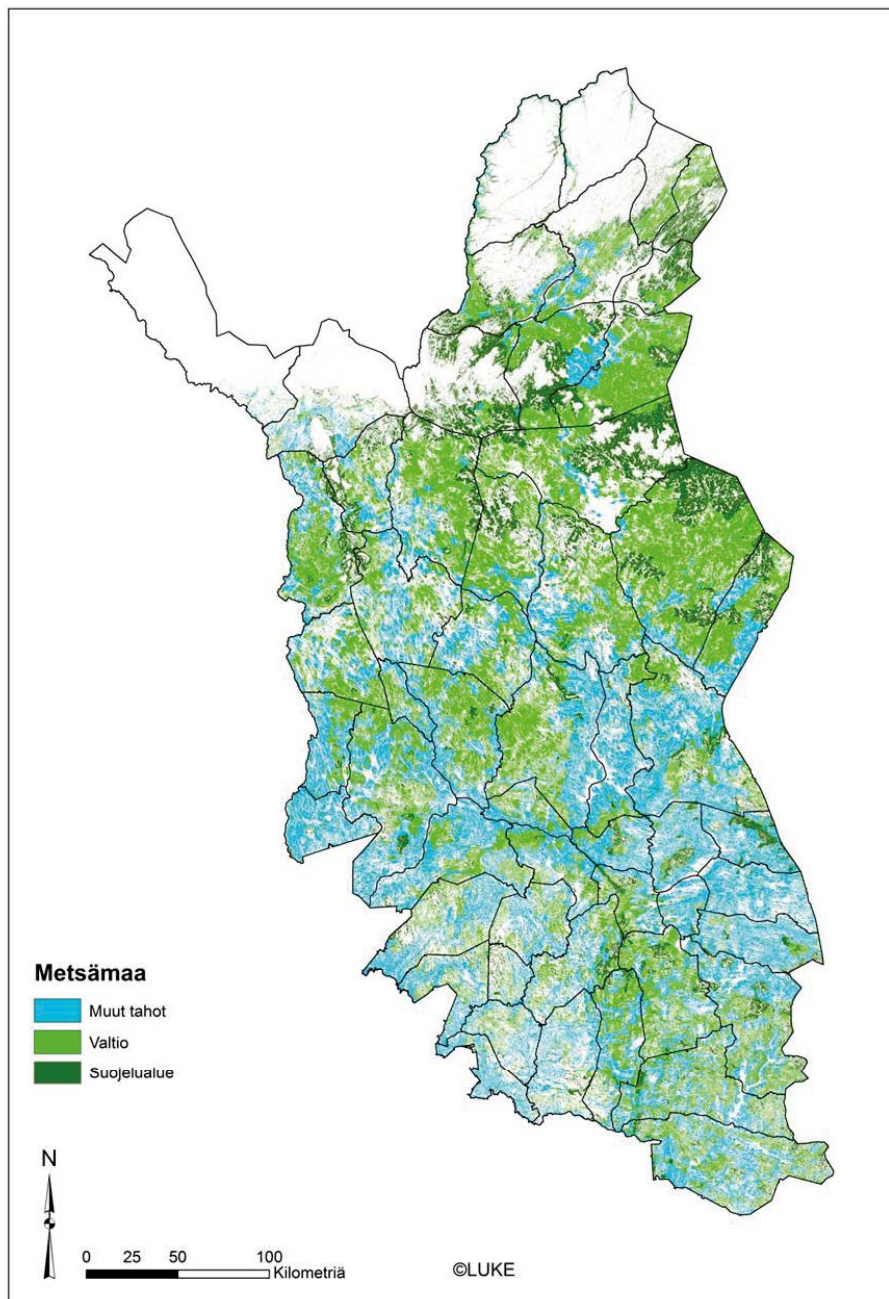 Metsämaa
Muut tahot
Valtio
Suojelualue
N
0 25 50 100
Kilometriä
©LUKE